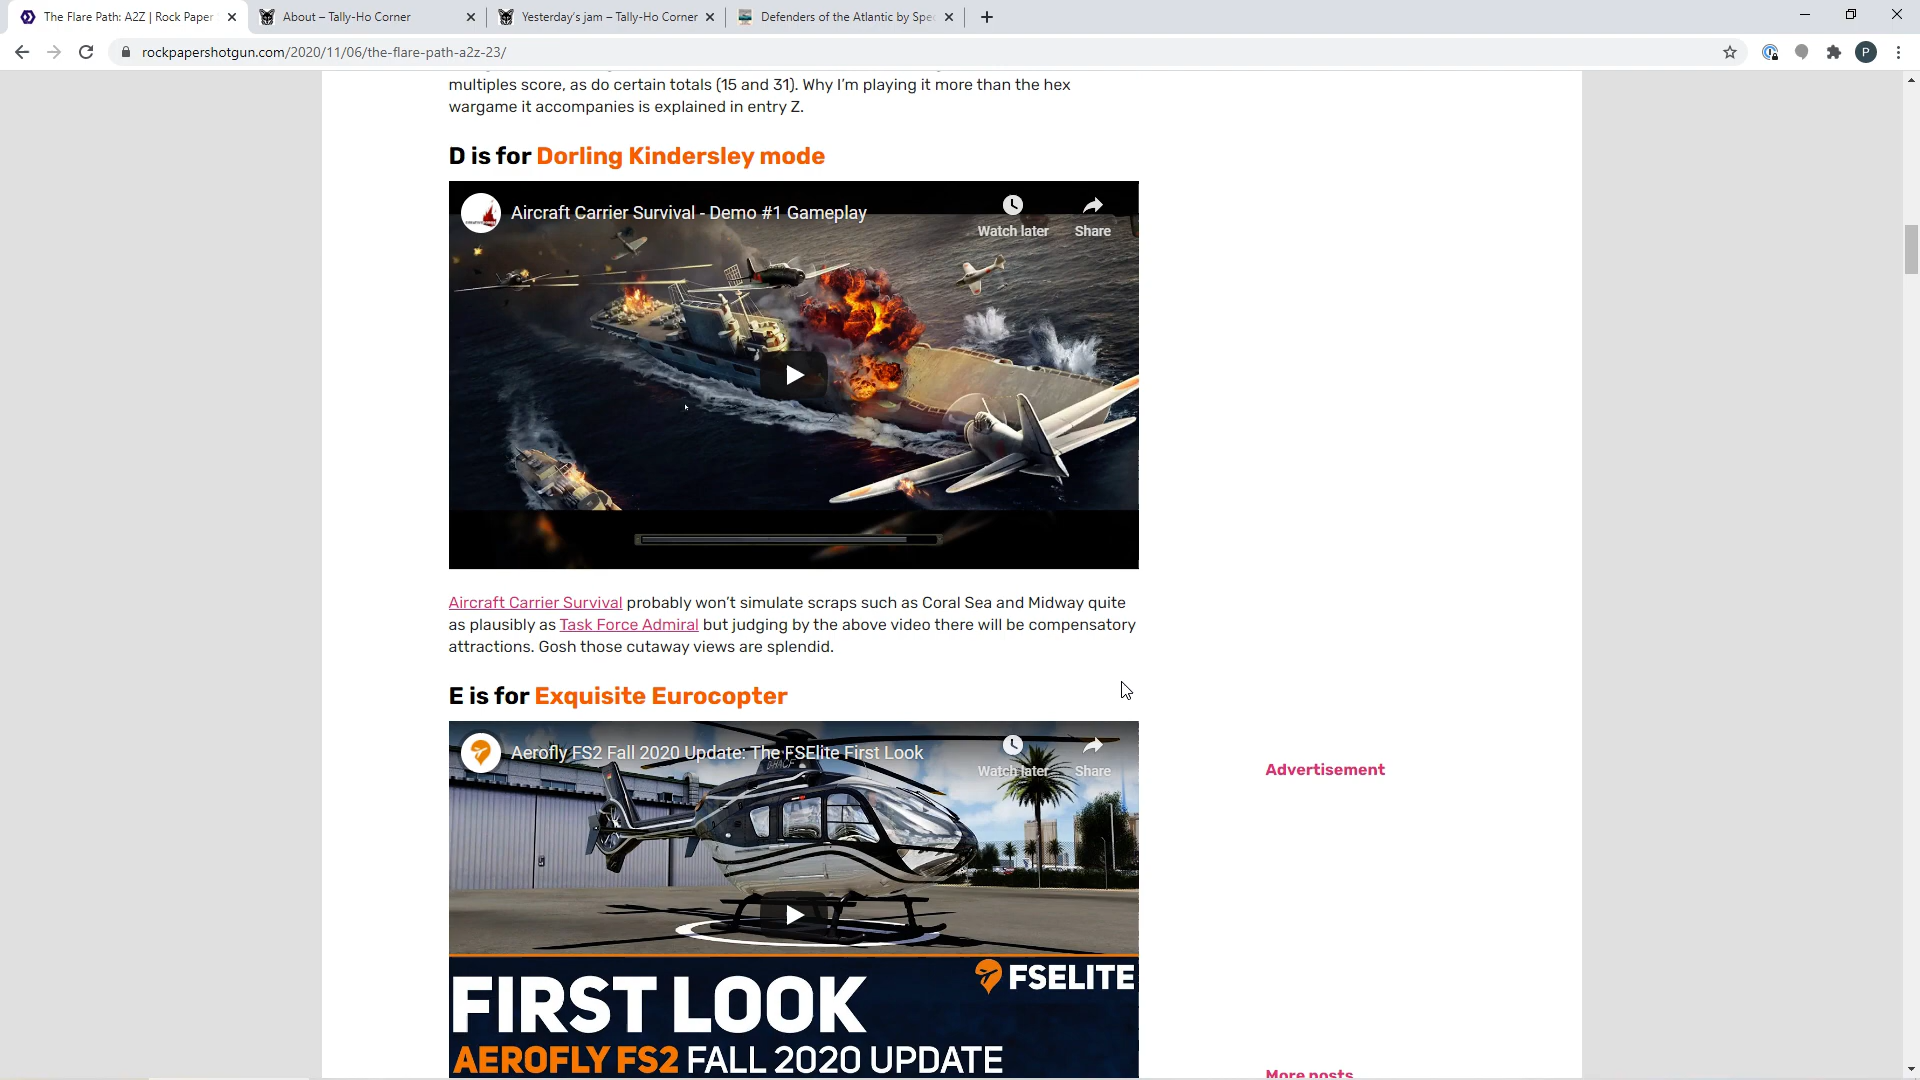 The Flare Path: A2Z | Rock Paper
About – Tally-Ho Corner
Yesterday's jam – Tally-Ho Corner
Defenders of the Atlantic by Spe
rockpapershotgun.com/2020/11/06/the-flare-path-a2z-23/
P
multiples score, as do certain totals (15 and 31). Why I'm playing it more than the hex
wargame it accompanies is explained in entry Z.
D is for Dorling Kindersley mode
Aircraft Carrier Survival - Demo #1 Gameplay
Watch later
Share
Aircraft Carrier Survival probably won't simulate scraps such as Coral Sea and Midway quite
as plausibly as Task Force Admiral but judging by the above video there will be compensatory
attractions. Gosh those cutaway views are splendid.
E is for Exquisite Eurocopter
Aerofly FS2 Fall 2020 Update: The FSElite First Look
Watch later
Share
Advertisement
FSELITE
FIRST LOOK
AEROFLY FS2 FALL 2020 UPDATE
More posts